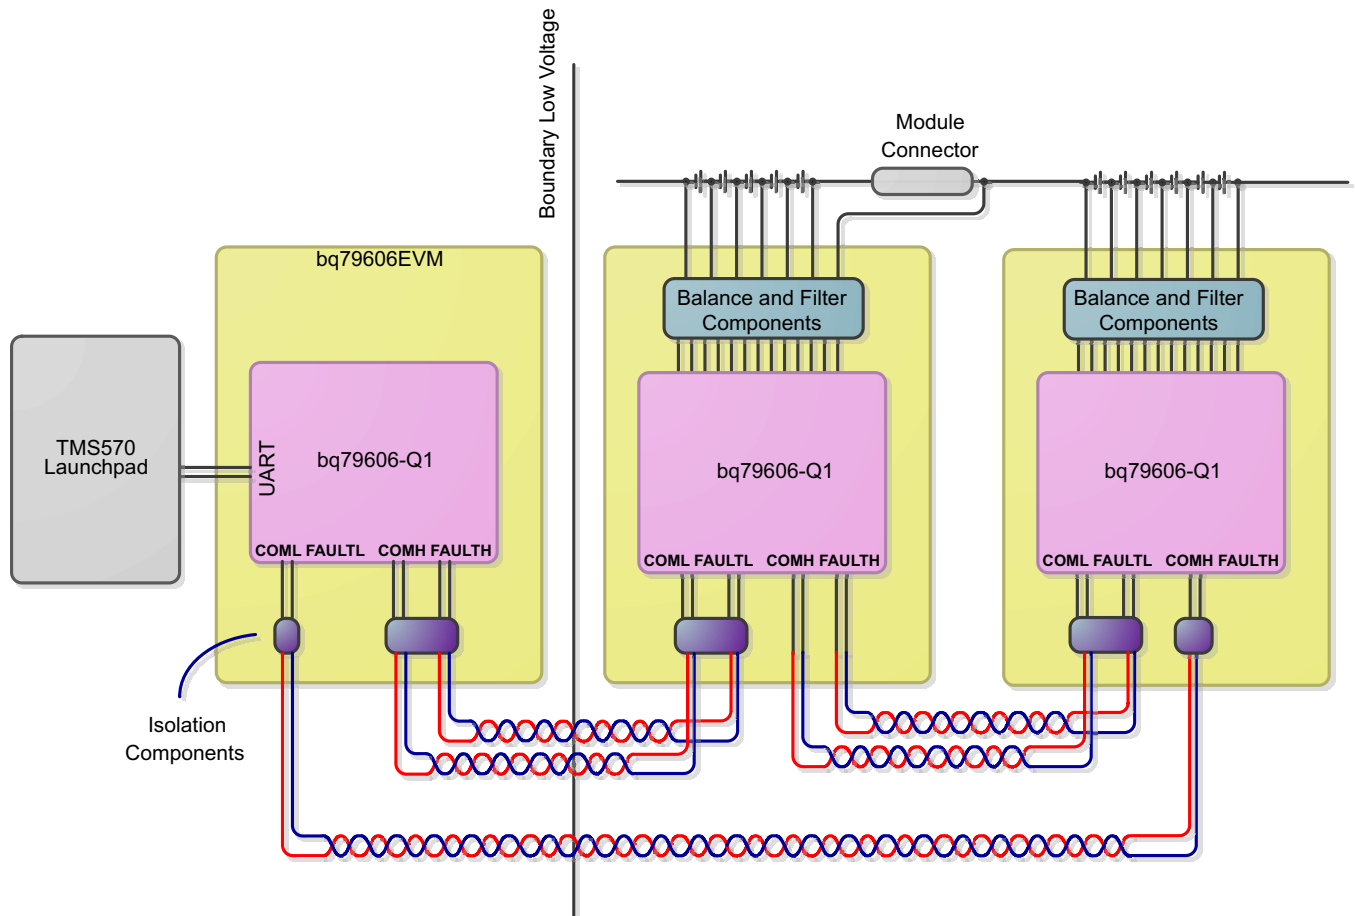 Boundary Low Voltage
Module
Connector
bq79606EVM
Balance and Filter
Components
Balance and Filter
Components
TMS570
Launchpad
UART
bq79606-Q1
bq79606-Q1
bq79606-Q1
COML FAULTL COMH FAULTH
COML FAULTL COMH FAULTH
COML FAULTL COMH FAULTH
Isolation
Components